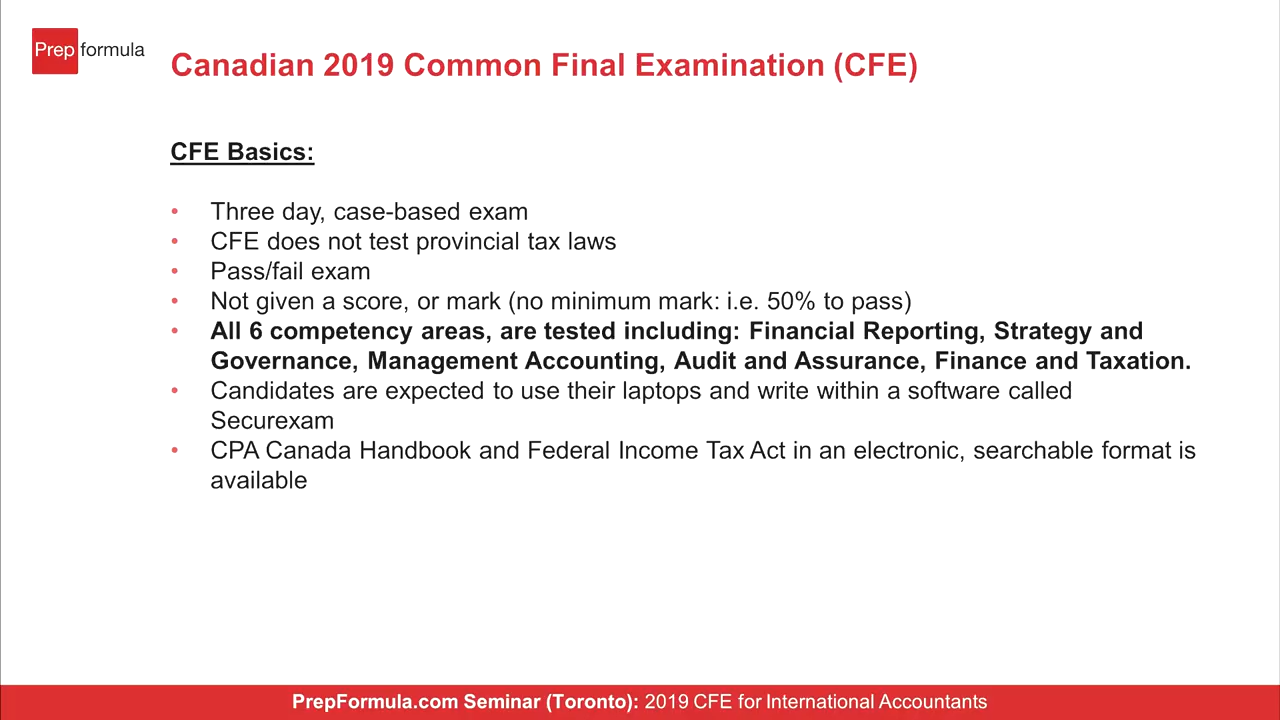 Prep formula
Canadian 2019 Common Final Examination (CFE)
CFE Basics:
• Three day, case-based exam
• CFE does not test provincial tax laws
• Pass/fail exam
• Not given a score, or mark (no minimum mark: i.e. 50% to pass)
• All 6 competency areas, are tested including: Financial Reporting, Strategy and
Governance, Management Accounting, Audit and Assurance, Finance and Taxation.
• Candidates are expected to use their laptops and write within a software called
Securexam
• CPA Canada Handbook and Federal Income Tax Act in an electronic, searchable format is
available
PrepFormula.com Seminar (Toronto): 2019 CFE for International Accountants